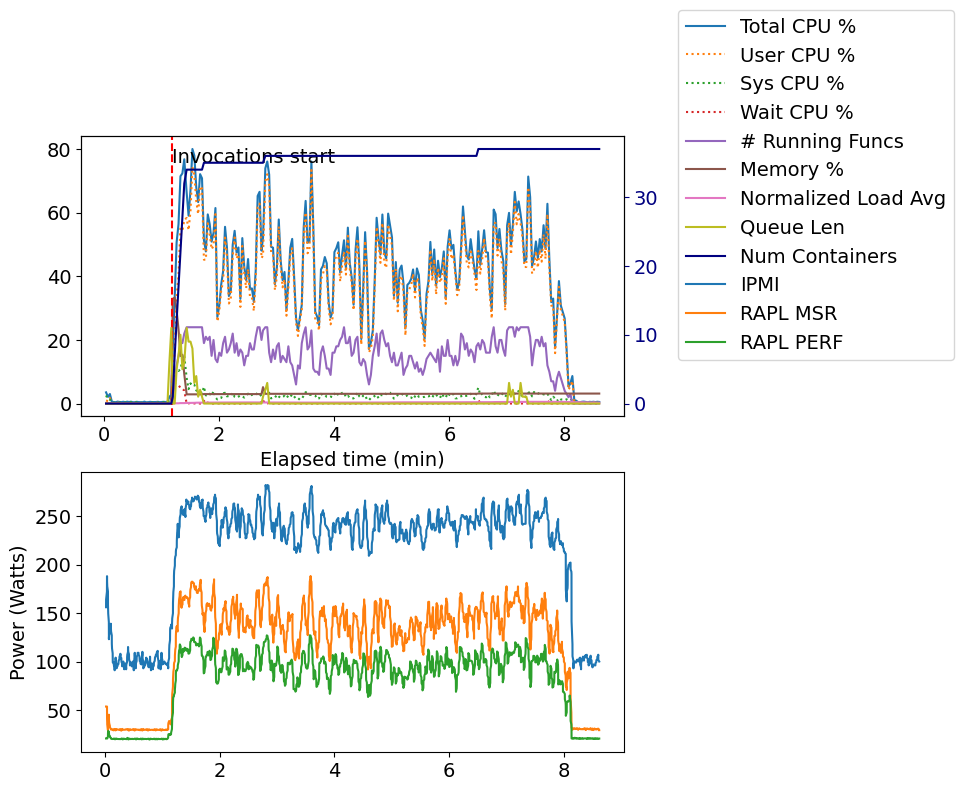 Total CPU %
User CPU %
Sys CPU %
Wait CPU %
# Running Funcs
Memory %
Normalized Load Avg
Queue Len
Num Containers
IPMI
RAPL MSR
RAPL PERF
Invocations start
80
60
40
20
0
30
20
10
0
0 2 4 6 8
Elapsed time (min)
Power (Watts)
250
200
150
100
50
0 2 4 6 8